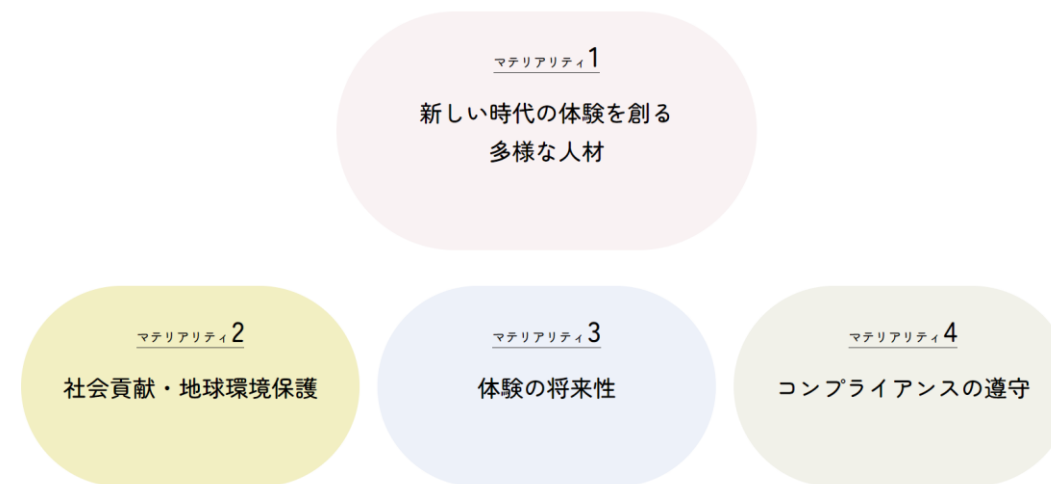 マテリアリティ1
新しい時代の体験を創る
多様な人材
マテリアリティ2
社会貢献・地球環境保護
マテリアリティ3
体験の将来性
マテリアリティ4
コンプライアンスの遵守